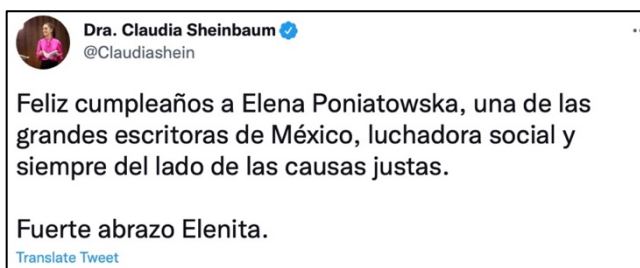 Dra. Claudia Sheinbaum
@Claudiashein
Feliz cumpleaños a Elena Poniatowska, una de las
grandes escritoras de México, luchadora social y
siempre del lado de las causas justas.
Fuerte abrazo Elenita.
Translate Tweet